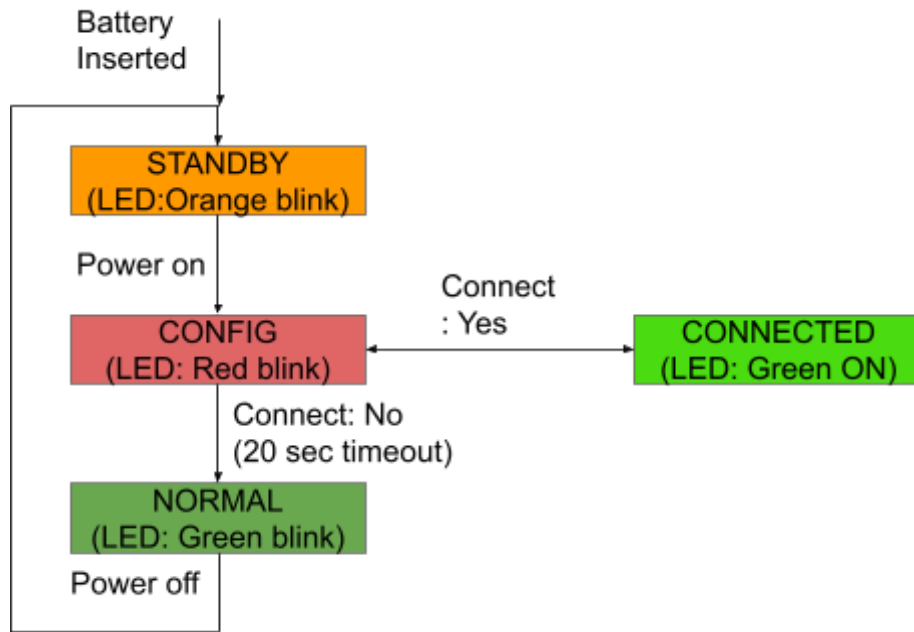 Battery
Inserted
STANDBY
(LED:Orange blink)
Power on
CONFIG
(LED: Red blink)
Connect
: Yes
CONNECTED
(LED: Green ON)
Connect: No
(20 sec timeout)
NORMAL
(LED: Green blink)
Power off